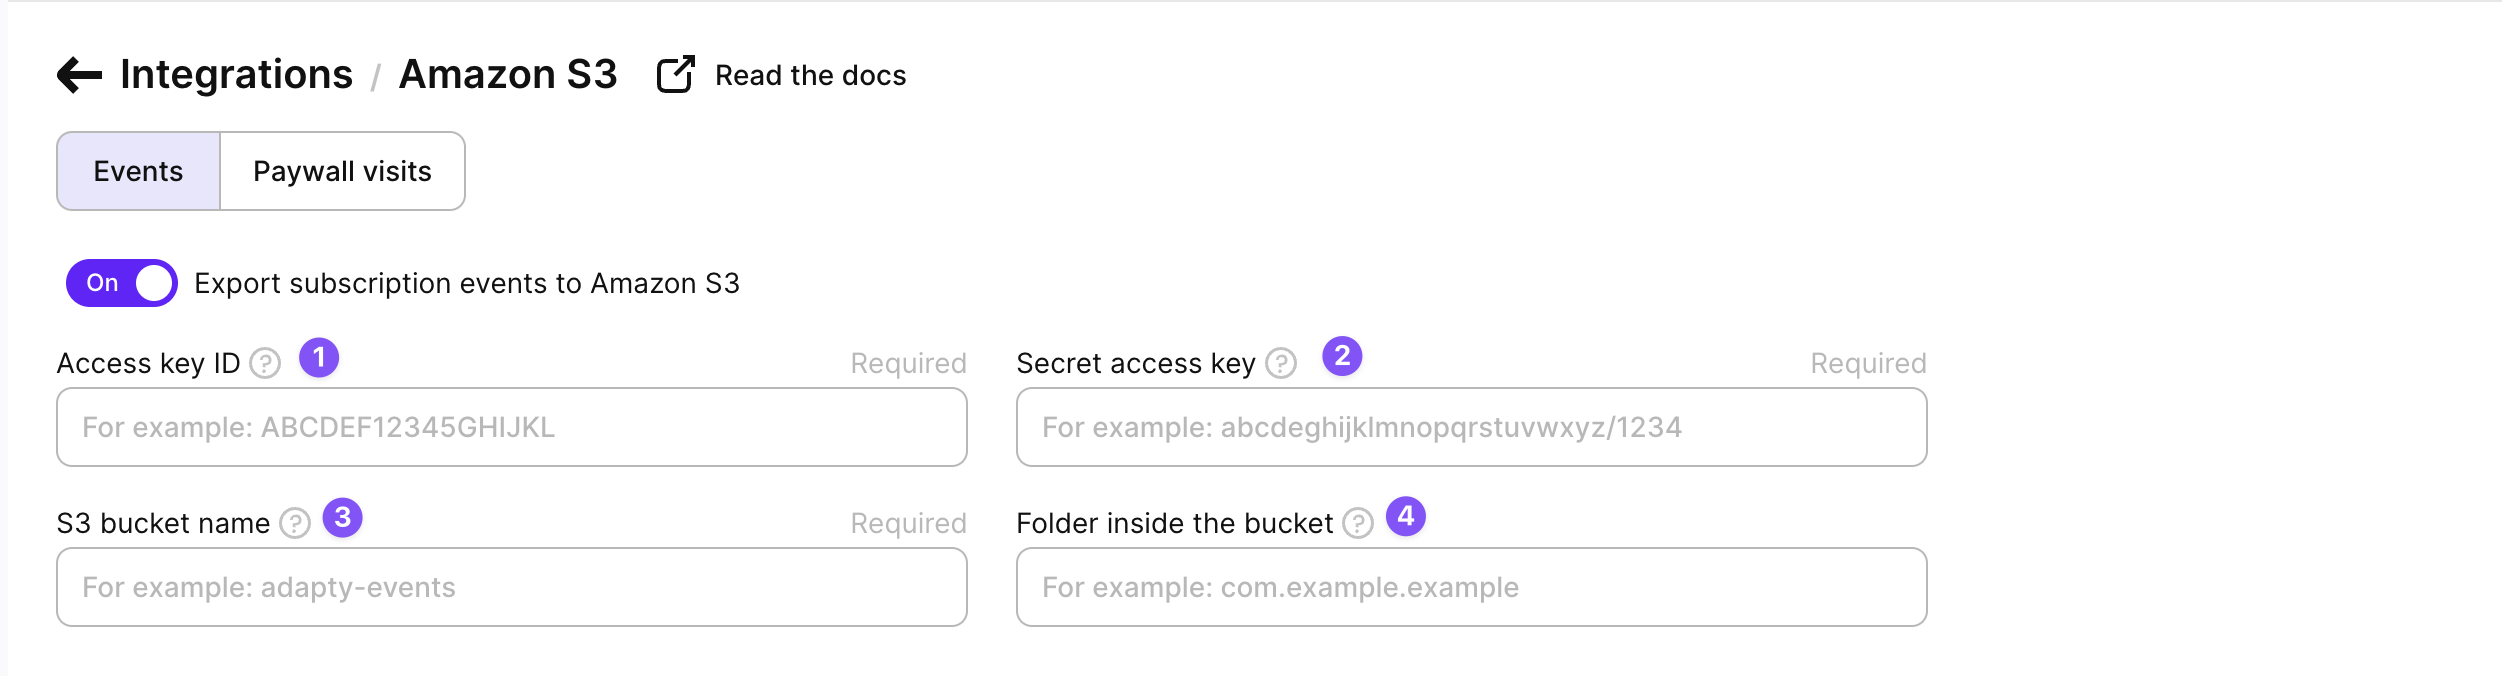 Integrations / Amazon S3 Read the docs
Events Paywall visits
On Export subscription events to Amazon S3
Access key ID ? 1 Required
For example: ABCDEF12345GHIJKL
Secret access key ? 2 Required
For example: abcdeghijklmnopqrstuvwxyz/1234
S3 bucket name ? 3 Required
For example: adapty-events
Folder inside the bucket ? 4
For example: com.example.example